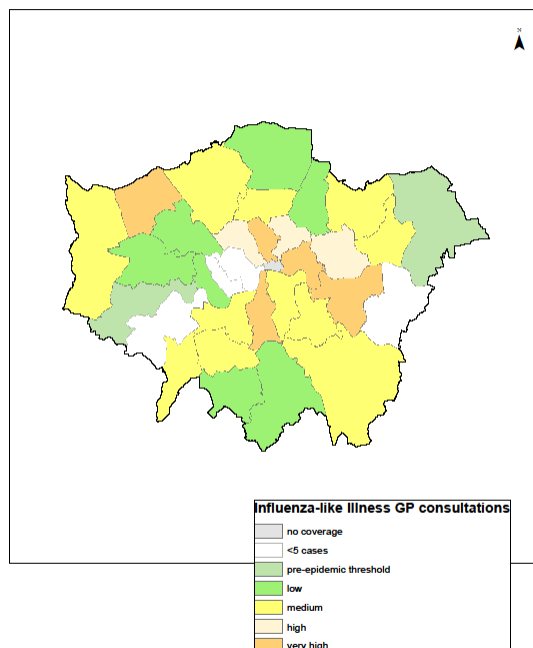 N
Influenza-like Illness GP consultations
no coverage
<5 cases
pre-epidemic threshold
low
medium
high
very high